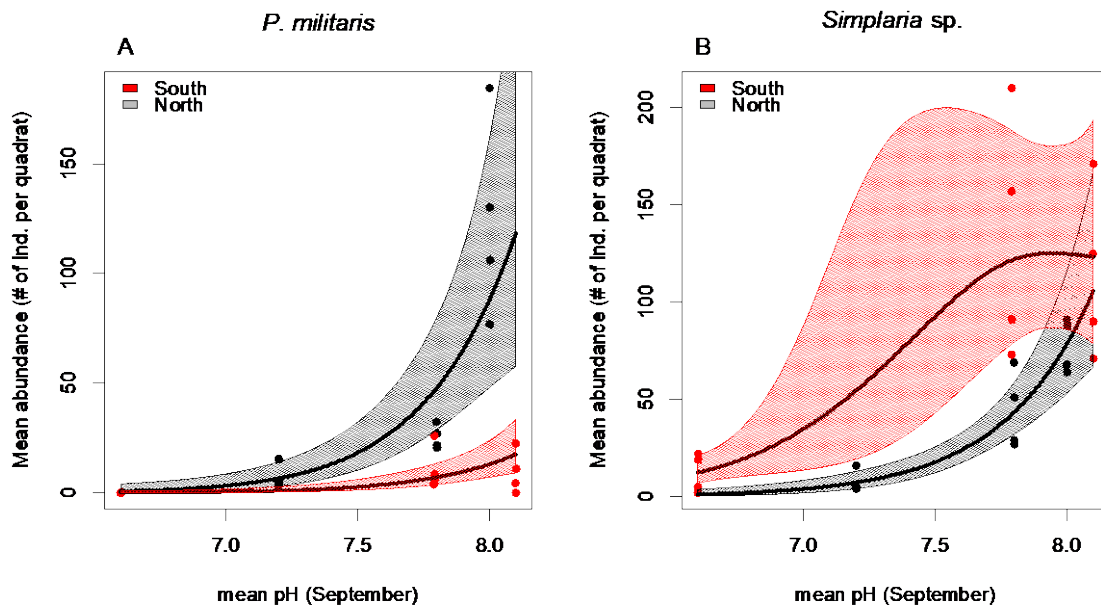 P. militaris
A
South
North
Mean abundance (# of Ind. per quadrat)
150
100
50
0
7.0 7.5 8.0
mean pH (September)
Simplaria sp.
B
South
North
Mean abundance (# of Ind. per quadrat)
200
150
100
50
0
7.0 7.5 8.0
mean pH (September)